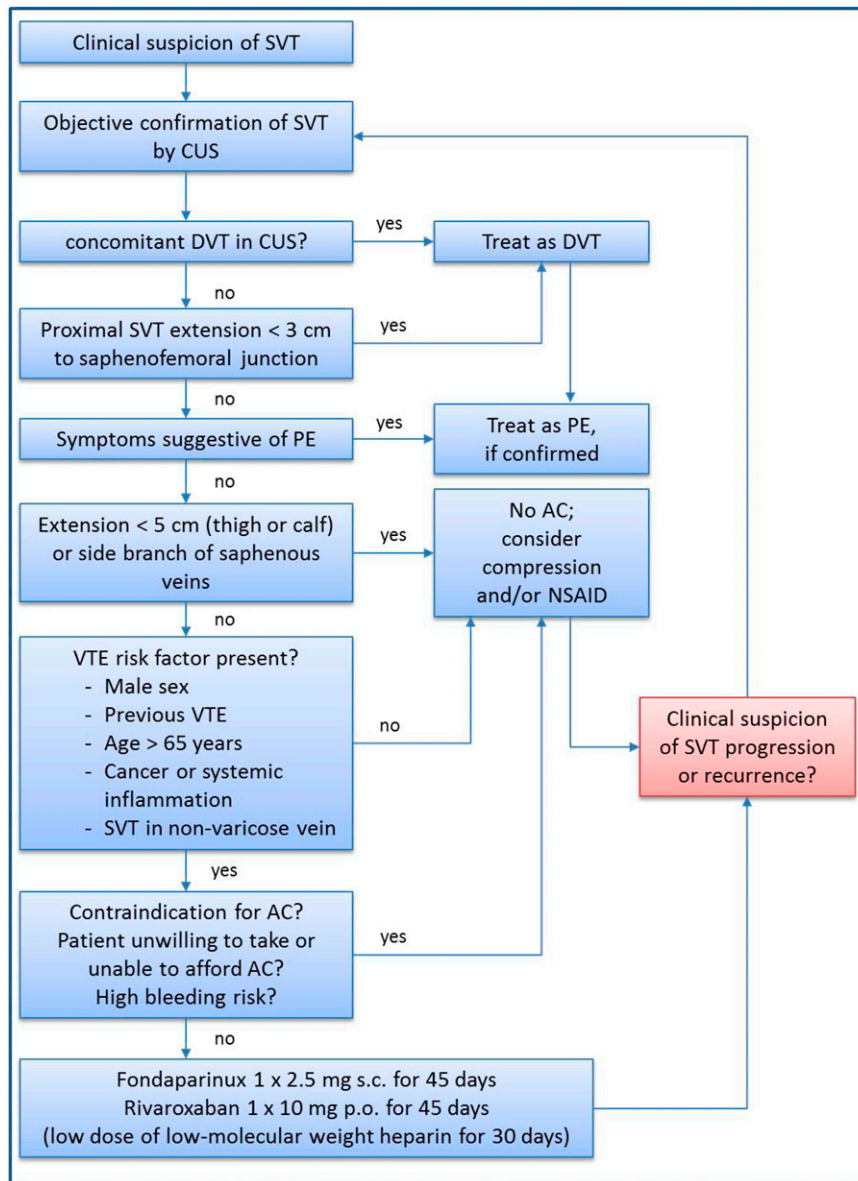 Clinical suspicion of SVT
Objective confirmation of SVT
by CUS
concomitant DVT in CUS?
yes
Treat as DVT
no
Proximal SVT extension < 3 cm
to saphenofemoral junction
yes
no
Symptoms suggestive of PE
yes
Treat as PE,
if confirmed
no
Extension < 5 cm (thigh or calf)
or side branch of saphenous
veins
yes
No AC;
consider
compression
and/or NSAID
no
VTE risk factor present?
- Male sex
- Previous VTE
- Age > 65 years
- Cancer or systemic
inflammation
- SVT in non-varicose vein
no
Clinical suspicion
of SVT progression
or recurrence?
yes
Contraindication for AC?
Patient unwilling to take or
unable to afford AC?
High bleeding risk?
yes
no
Fondaparinux 1 x 2.5 mg s.c. for 45 days
Rivaroxaban 1 x 10 mg p.o. for 45 days
(low dose of low-molecular weight heparin for 30 days)